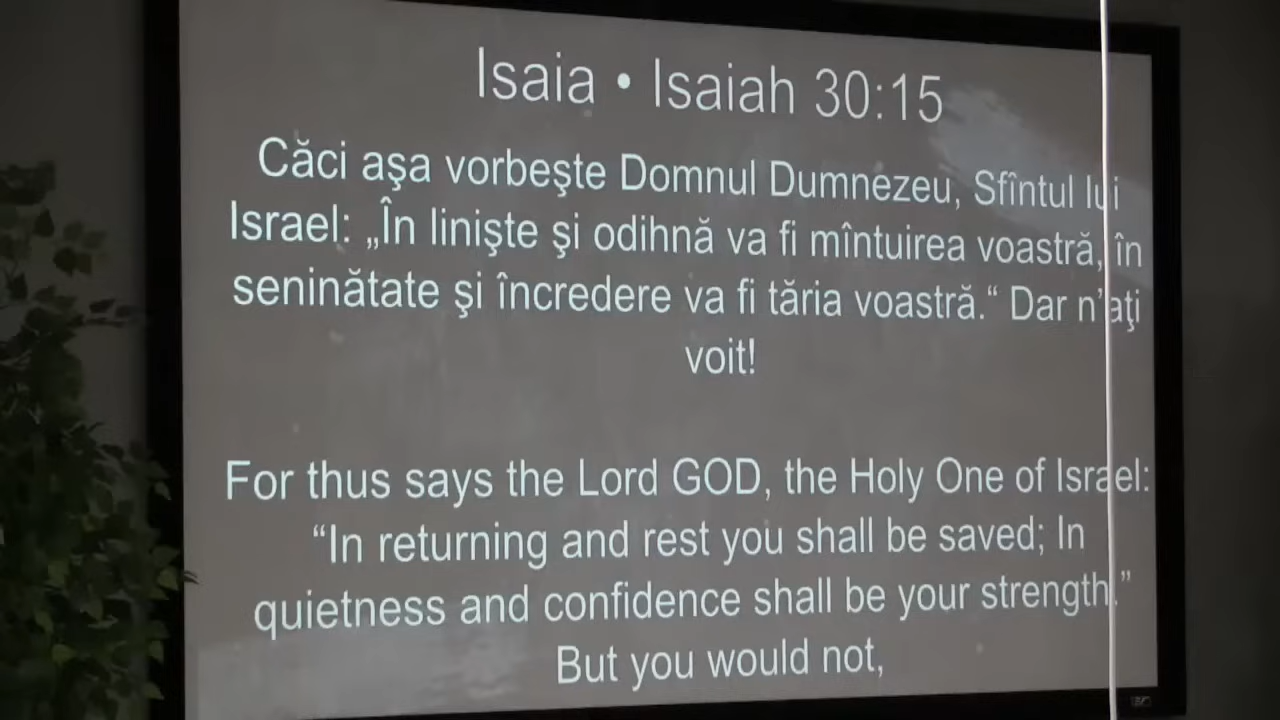 Isaia • Isaiah 30:15
Căci aşa vorbeşte Domnul Dumnezeu, Sfîntul lui
Israel: „În linişte şi odihnă va fi mîntuirea voastră, în
seninătate şi încredere va fi tăria voastră.“ Dar n’aţi
voit!
For thus says the Lord GOD, the Holy One of Israel:
“In returning and rest you shall be saved; In
quietness and confidence shall be your strength.”
But you would not,